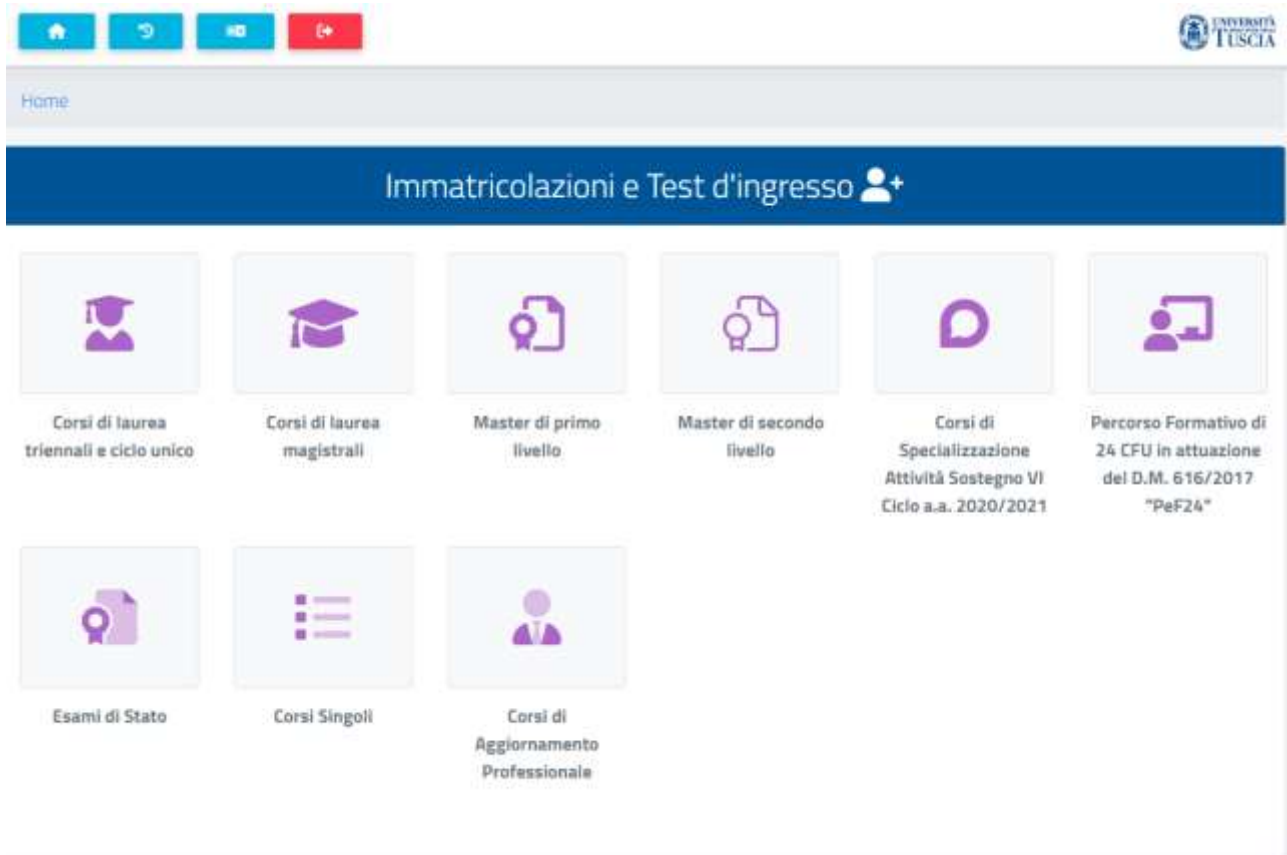 UNIVERSITÀ
TUSCIA
Home
Immatricolazioni e Test d'ingresso
Corsi di laurea
triennali e ciclo unico
Corsi di laurea
magistrali
Master di primo
livello
Master di secondo
livello
Corsi di
Specializzazione
Attività Sostegno VI
Ciclo a.a. 2020/2021
Percorso Formativo di
24 CFU in attuazione
del D.M. 616/2017
"PeF24"
Esami di Stato
Corsi Singoli
Corsi di
Aggiornamento
Professionale